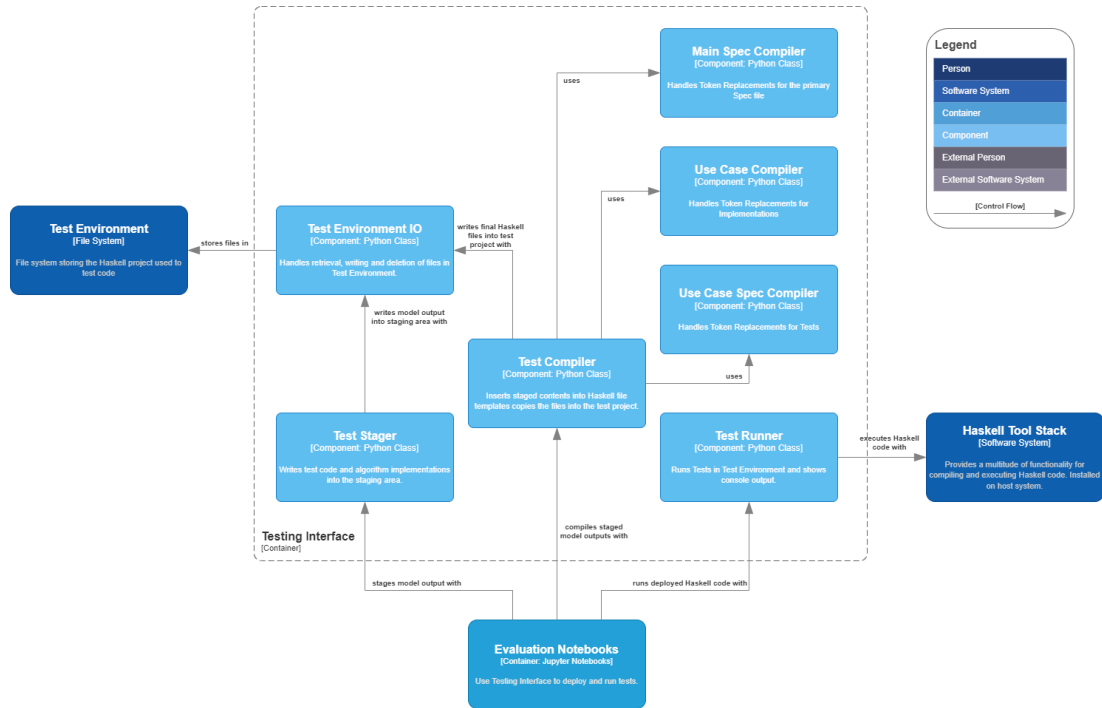 Main Spec Compiler
[Component: Python Class]
Handles Token Replacements for the primary
Spec file
uses
Legend
Person
Software System
Container
Component
External Person
External Software System
[Control Flow]
Use Case Compiler
[Component: Python Class]
Handles Token Replacements for
Implementations
uses
Test Environment
[File System]
File system storing the Haskell project used to
test code
stores files in
Test Environment IO
[Component: Python Class]
Handles retrieval, writing and deletion of files in
Test Environment.
writes final Haskell
files into test
project with
Use Case Spec Compiler
[Component: Python Class]
Handles Token Replacements for Tests
writes model output
into staging area with
Test Compiler
[Component: Python Class]
Inserts staged contents into Haskell file
templates copies the files into the test project.
uses
Test Stager
[Component: Python Class]
Writes test code and algorithm implementations
into the staging area.
Test Runner
[Component: Python Class]
Runs Tests in Test Environment and shows
console output.
executes Haskell
code with
Haskell Tool Stack
[Software System]
Provides a multitude of functionality for
compiling and executing Haskell code. Installed
on host system.
Testing Interface
[Container]
compiles staged
model outputs with
stages model output with
runs deployed Haskell code with
Evaluation Notebooks
[Container: Jupyter Notebooks]
Use Testing Interface to deploy and run tests.